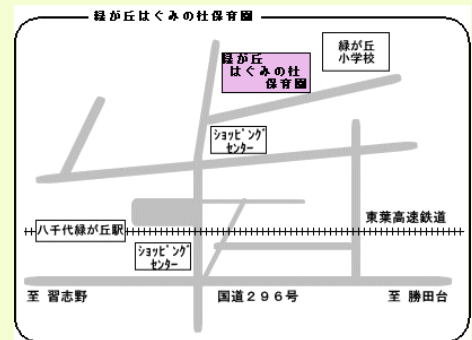 緑が丘はぐみの杜保育園
緑が丘
はぐみの杜
保育園
緑が丘
小学校
ショッピング
センター
東葉高速鉄道
八千代緑が丘駅
ショッピング
センター
至 習志野
国道296号
至 勝田台